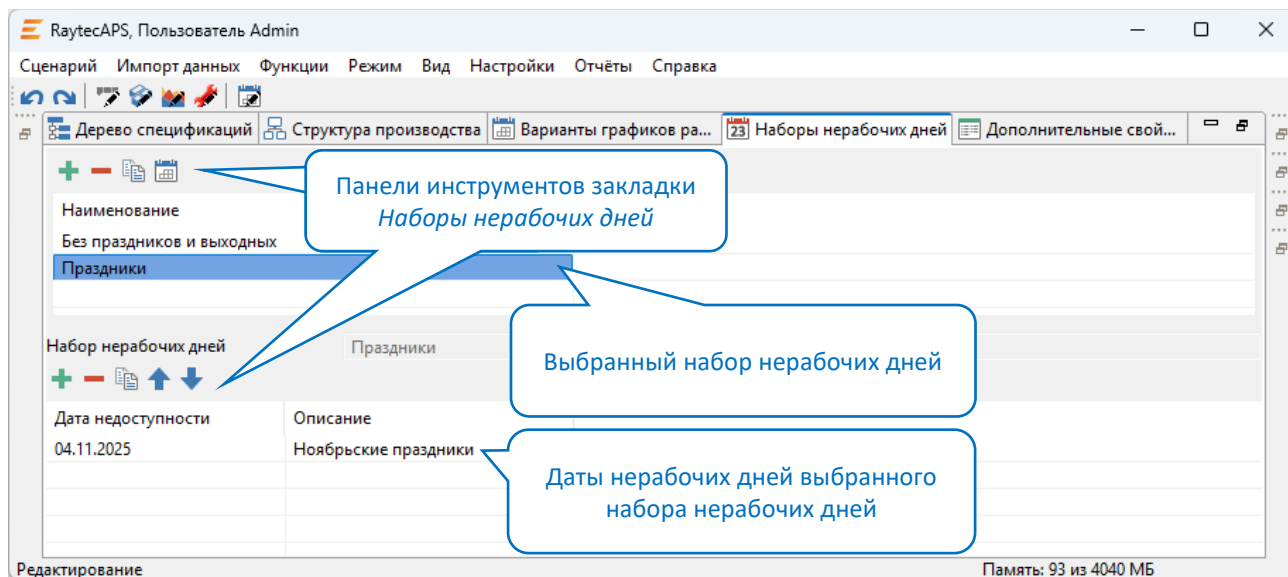 RaytecAPS, Пользователь Admin
Сценарий Импорт данных Функции Режим Вид Настройки Отчёты Справка
Дерево спецификаций Структура производства Варианты графиков ра... 23 Наборы нерабочих дней Дополнительные свой...
Панели инструментов закладки
Наборы нерабочих дней
Наименование
Без праздников и выходных
Праздники
Выбранный набор нерабочих дней
Набор нерабочих дней Праздники
Дата недоступности Описание
04.11.2025 Ноябрьские праздники
Даты нерабочих дней выбранного
набора нерабочих дней
Редактирование Память: 93 из 4040 МБ